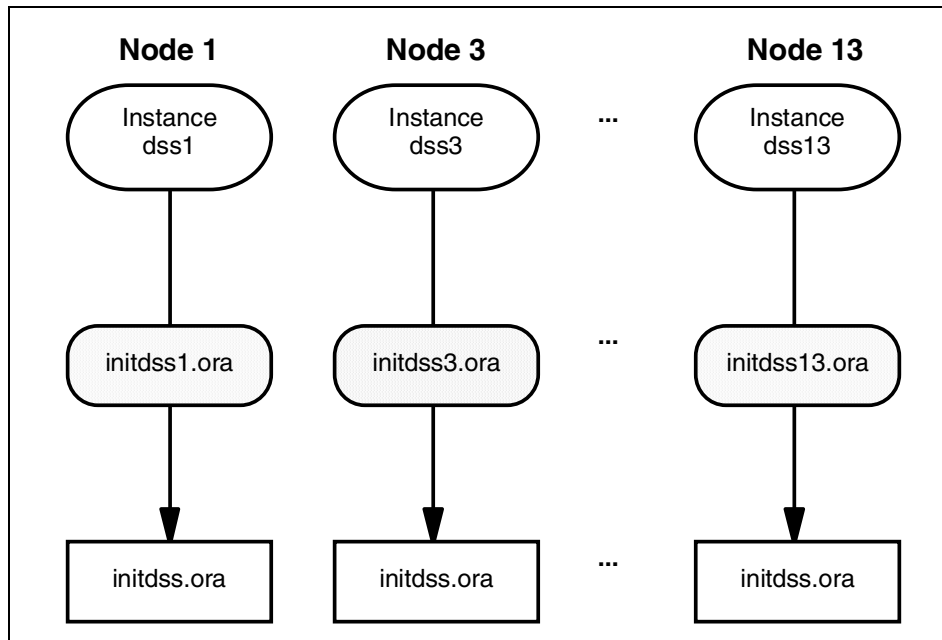 Node 1
Node 3
Node 13
Instance
dss1
Instance
dss3
...
Instance
dss13
initdss1.ora
initdss3.ora
...
initdss13.ora
initdss.ora
initdss.ora
...
initdss.ora